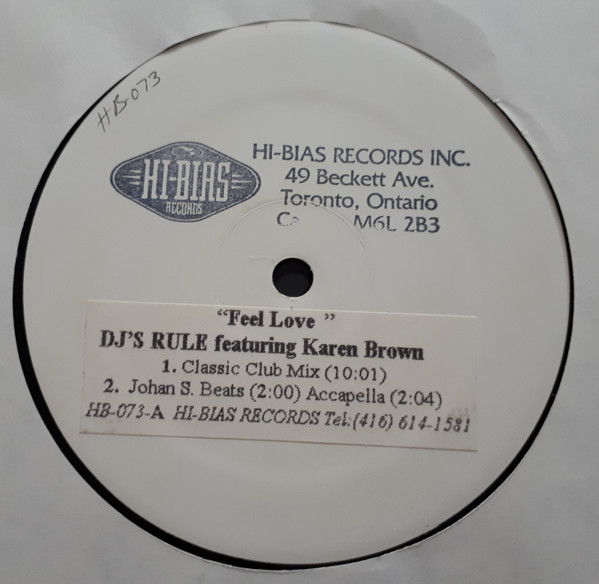 HB-073
HI-BIAS
RECORDS
HI-BIAS RECORDS INC.
49 Beckett Ave.
Toronto, Ontario
M6L 2B3
"Feel Love "
DJ'S RULE featuring Karen Brown
1. Classic Club Mix (10:01)
2. Johan S. Beats (2:00) Accapella (2:04)
HB-073-A HI-BIAS RECORDS Tel:(416) 614-1581